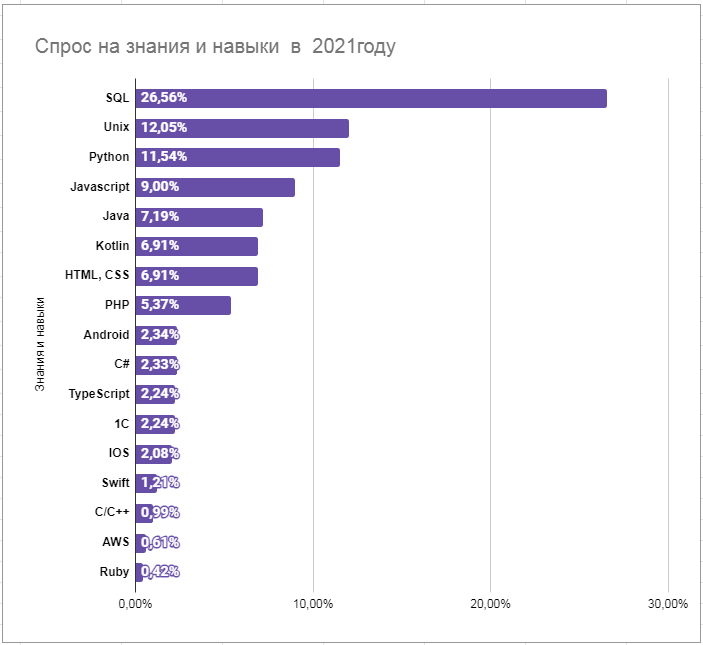 Спрос на знания и навыки в 2021году
SQL 26,56%
Unix 12,05%
Python 11,54%
Javascript 9,00%
Java 7,19%
Kotlin 6,91%
HTML, CSS 6,91%
PHP 5,37%
Android 2,34%
C# 2,33%
TypeScript 2,24%
1C 2,24%
IOS 2,08%
Swift 1,21%
C/C++ 0,99%
AWS 0,61%
Ruby 0,42%
Знания и навыки
0,00% 10,00% 20,00% 30,00%